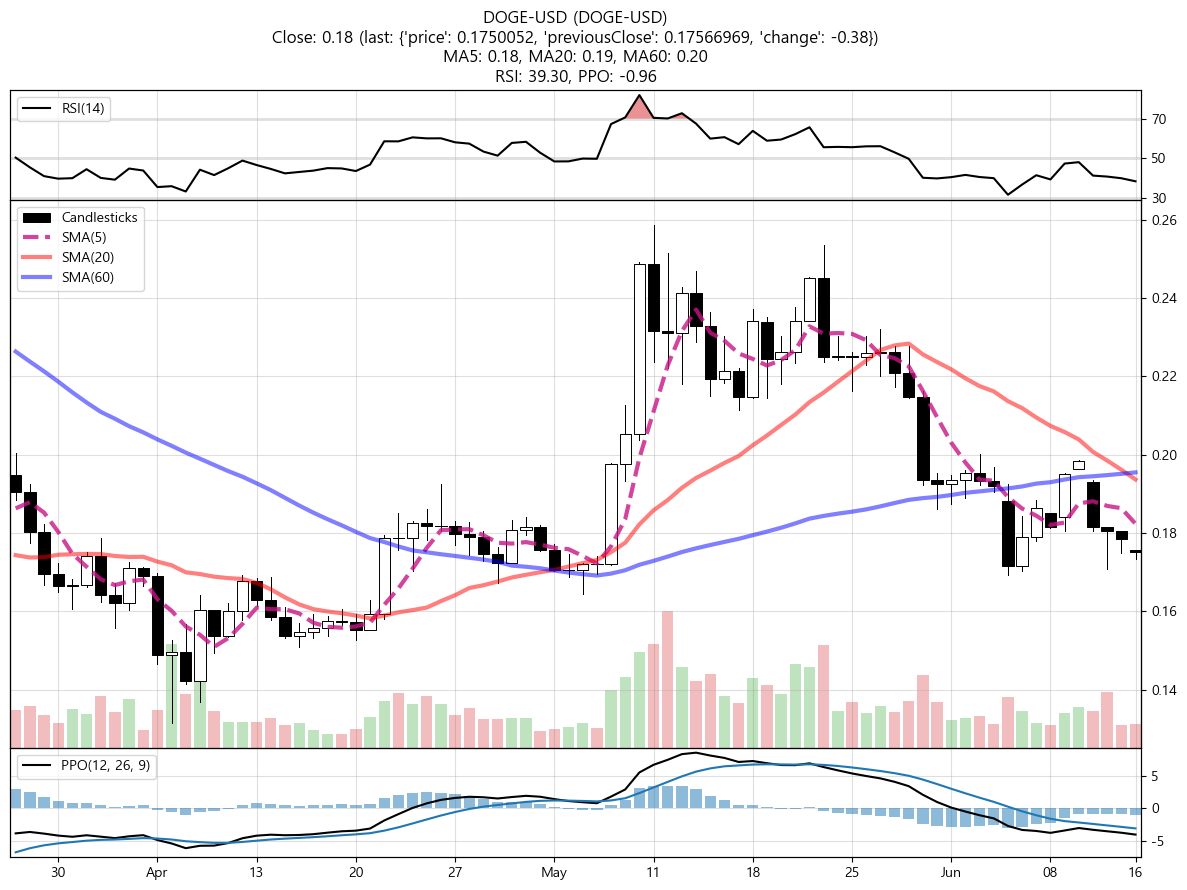 DOGE-USD (DOGE-USD)
Close: 0.18 (last: {'price': 0.1750052, 'previousClose': 0.17566969, 'change': -0.38})
MA5: 0.18, MA20: 0.19, MA60: 0.20
RSI: 39.30, PPO: -0.96
RSI(14)
70
50
30
Candlesticks
SMA(5)
SMA(20)
SMA(60)
0.26
0.24
0.22
0.20
0.18
0.16
0.14
PPO(12, 26, 9)
5
0
-5
30 Apr 13 20 27 May 11 18 25 Jun 08 16